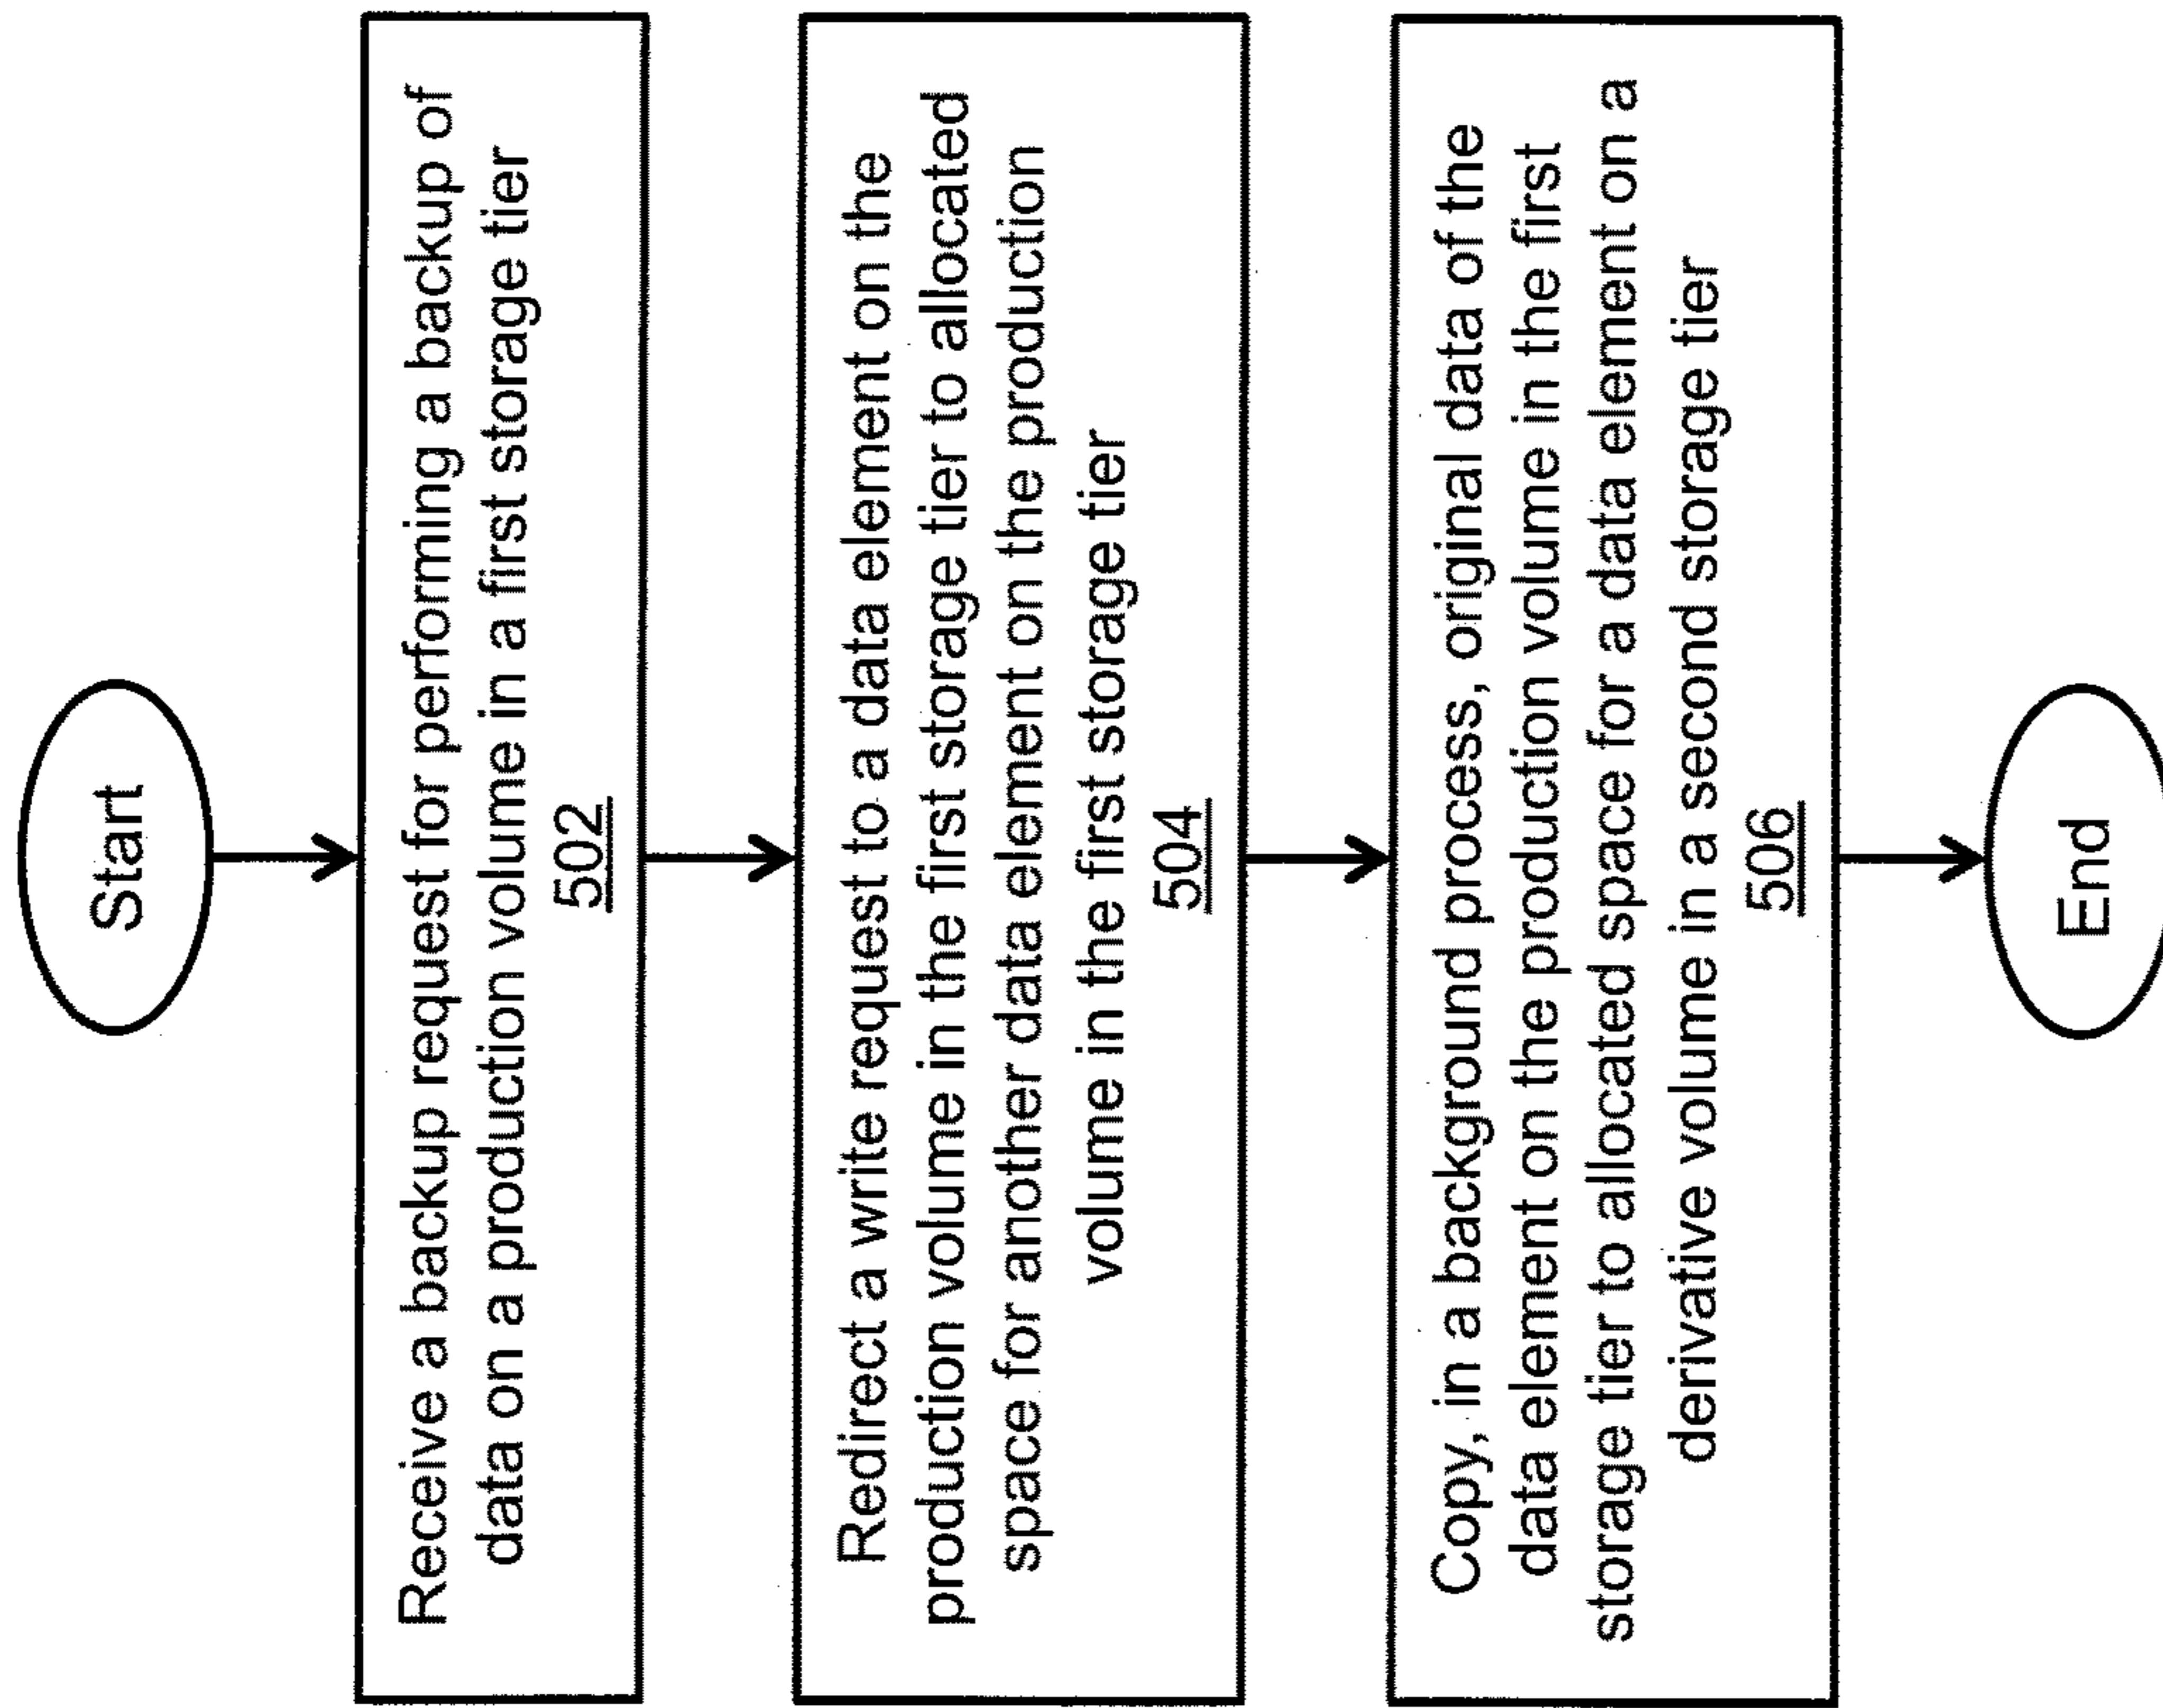 Start
Receive a backup request for performing a backup of
data on a production volume in a first storage tier
502
Redirect a write request to a data element on the
production volume in the first storage tier to allocated
space for another data element on the production
volume in the first storage tier
504
Copy, in a background process, original data of the
data element on the production volume in the first
storage tier to allocated space for a data element on a
derivative volume in a second storage tier
506
End